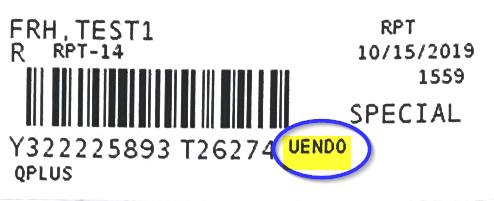 FRH,TEST1 RPT
R RPT-14 10/15/2019
1559
SPECIAL
Y322225893 T26274 UENDO
QPLUS